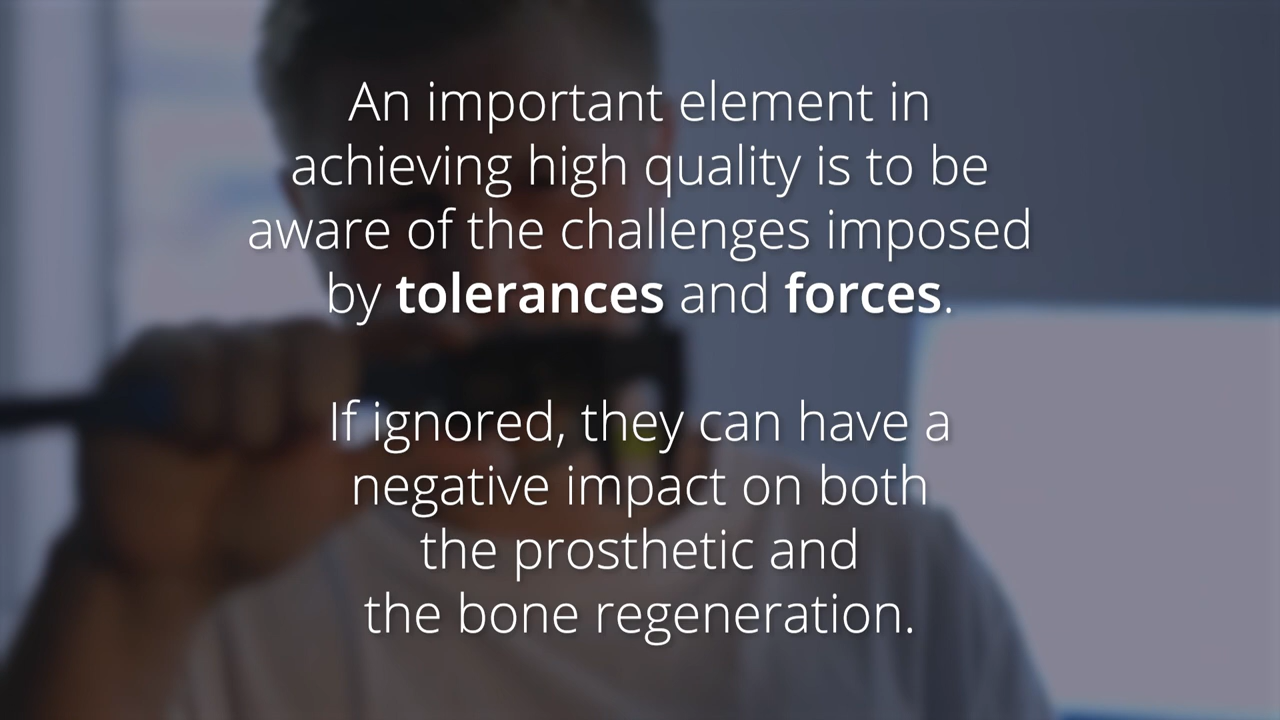 An important element in
achieving high quality is to be
aware of the challenges imposed
by tolerances and forces.
If ignored, they can have a
negative impact on both
the prosthetic and
the bone regeneration.